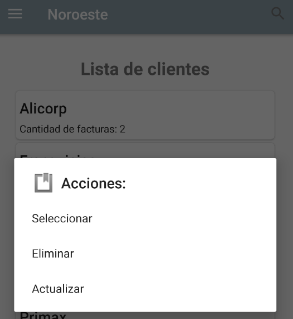 Noroeste
Lista de clientes
Alicorp
Cantidad de facturas: 2
Acciones:
Seleccionar
Eliminar
Actualizar
Primax